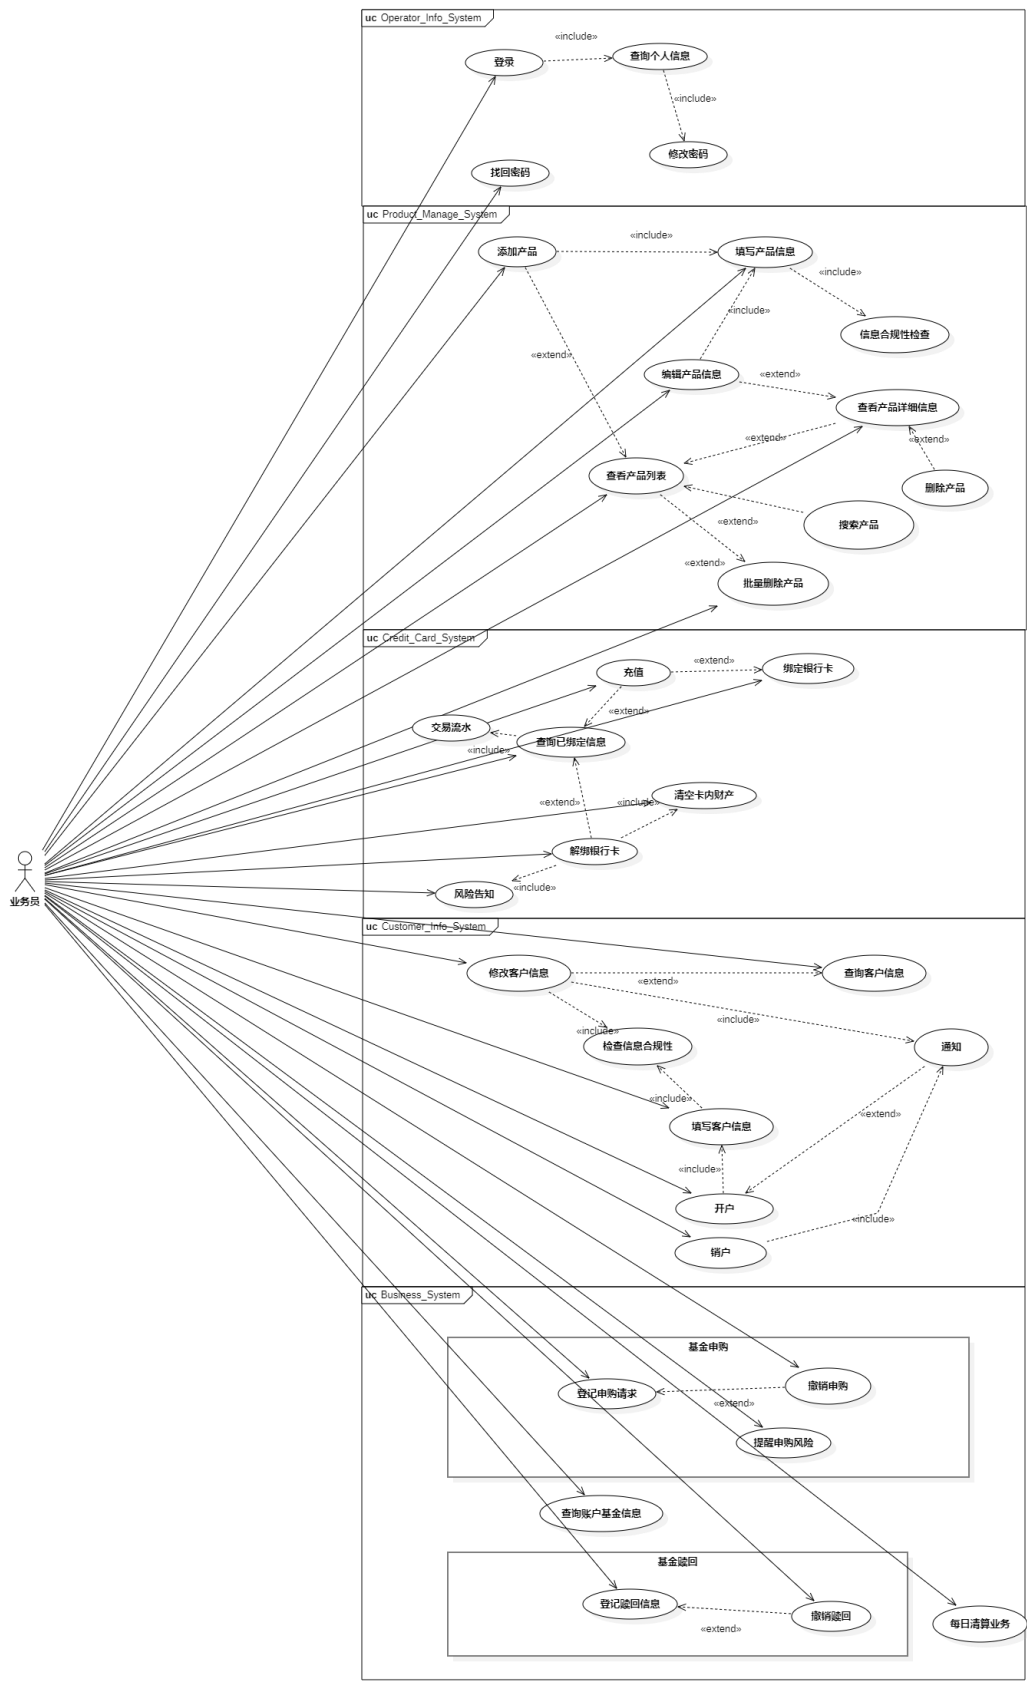 uc Operator_Info_System
«include»
登录
查询个人信息
«include»
修改密码
找回密码
uc Product_Manage_System
«include»
添加产品
填写产品信息
«include»
«include»
信息合规性检查
«extend»
编辑产品信息
«extend»
查看产品详细信息
«extend»
«extend»
查看产品列表
删除产品
«extend»
搜索产品
«extend»
批量删除产品
uc Credit_Card_System
充值
«extend»
绑定银行卡
«extend»
交易流水
查询已绑定信息
«include»
清空卡内财产
«extend»
«include»
解绑银行卡
«include»
风险告知
业务员
uc Customer_Info_System
修改客户信息
查询客户信息
«extend»
«include»
«include»
检查信息合规性
通知
«include»
«extend»
填写客户信息
«include»
开户
«include»
销户
uc Business_System
基金申购
登记申购请求
撤销申购
«extend»
提醒申购风险
查询账户基金信息
基金赎回
登记赎回信息
撤销赎回
«extend»
每日清算业务